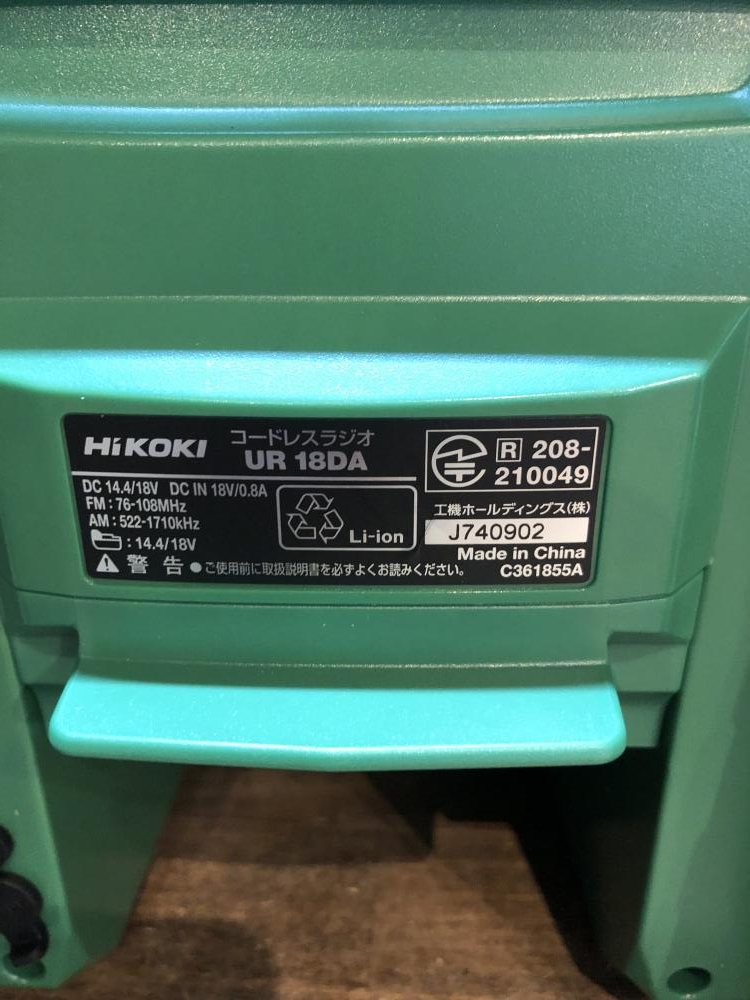 HiKOKI コードレスラジオ
UR 18DA
DC 14.4/18V DC IN 18V/0.8A
FM : 76-108MHz
AM : 522-1710kHz
: 14.4/18V
Li-ion
警告 ●ご使用前に取扱説明書を必ずよくお読みください。
R 208-
210049
工機ホールディングス(株)
J740902
Made in China
C361855A